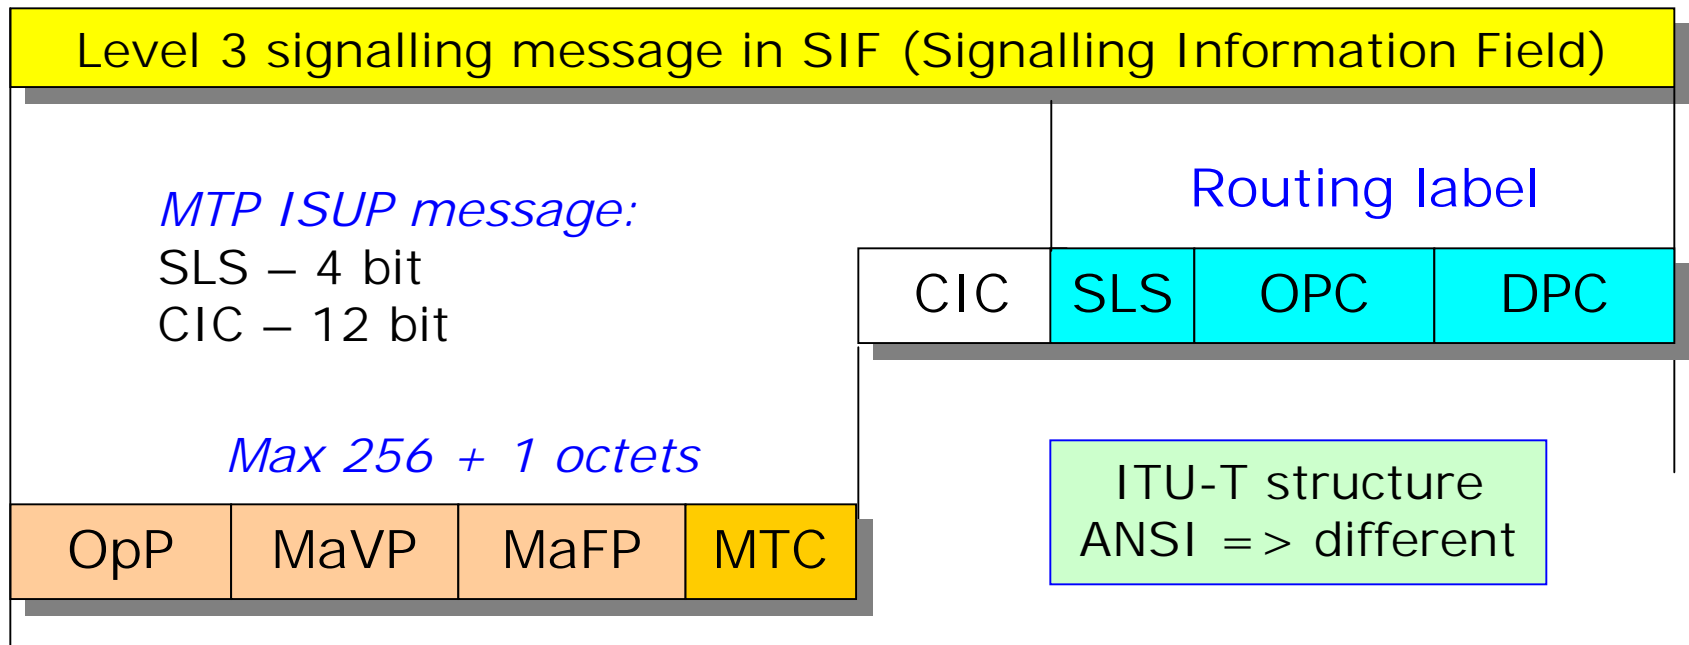 Level 3 signalling message in SIF (Signalling Information Field)
MTP ISUP message:
SLS – 4 bit
CIC – 12 bit
Routing label
CIC
SLS
OPC
DPC
Max 256 + 1 octets
OpP
MaVP
MaFP
MTC
ITU-T structure
ANSI => different